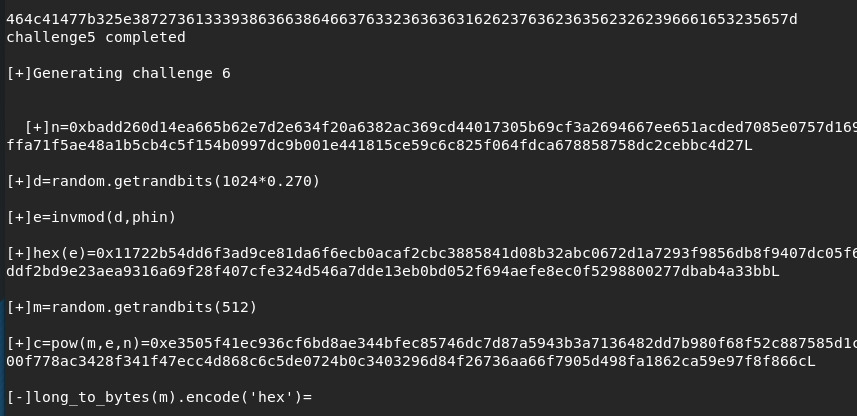 464c41477b325e3872736133393863663864663763323636363162623763623635623262396661653235657d
challenge5 completed
[+]Generating challenge 6
[+]n=0xbadd260d14ea665b62e7d2e634f20a6382ac369cd44017305b69cf3a2694667ee651acded7085e0757d169
ffa71f5ae48a1b5cb4c5f154b0997dc9b001e441815ce59c6c825f064fdca678858758dc2cebbc4d27L
[+]d=random.getrandbits(1024*0.270)
[+]e=invmod(d,phin)
[+]hex(e)=0x11722b54dd6f3ad9ce81da6f6ecb0acaf2cbc3885841d08b32abc0672d1a7293f9856db8f9407dc05f6
ddf2bd9e23aea9316a69f28f407cfe324d546a7dde13eb0bd052f694aefe8ec0f5298800277dbab4a33bbL
[+]m=random.getrandbits(512)
[+]c=pow(m,e,n)=0xe3505f41ec936cf6bd8ae344bfec85746dc7d87a5943b3a7136482dd7b980f68f52c887585d1c
00f778ac3428f341f47ecc4d868c6c5de0724b0c3403296d84f26736aa66f7905d498fa1862ca59e97f8f866cL
[-]long_to_bytes(m).encode('hex')=